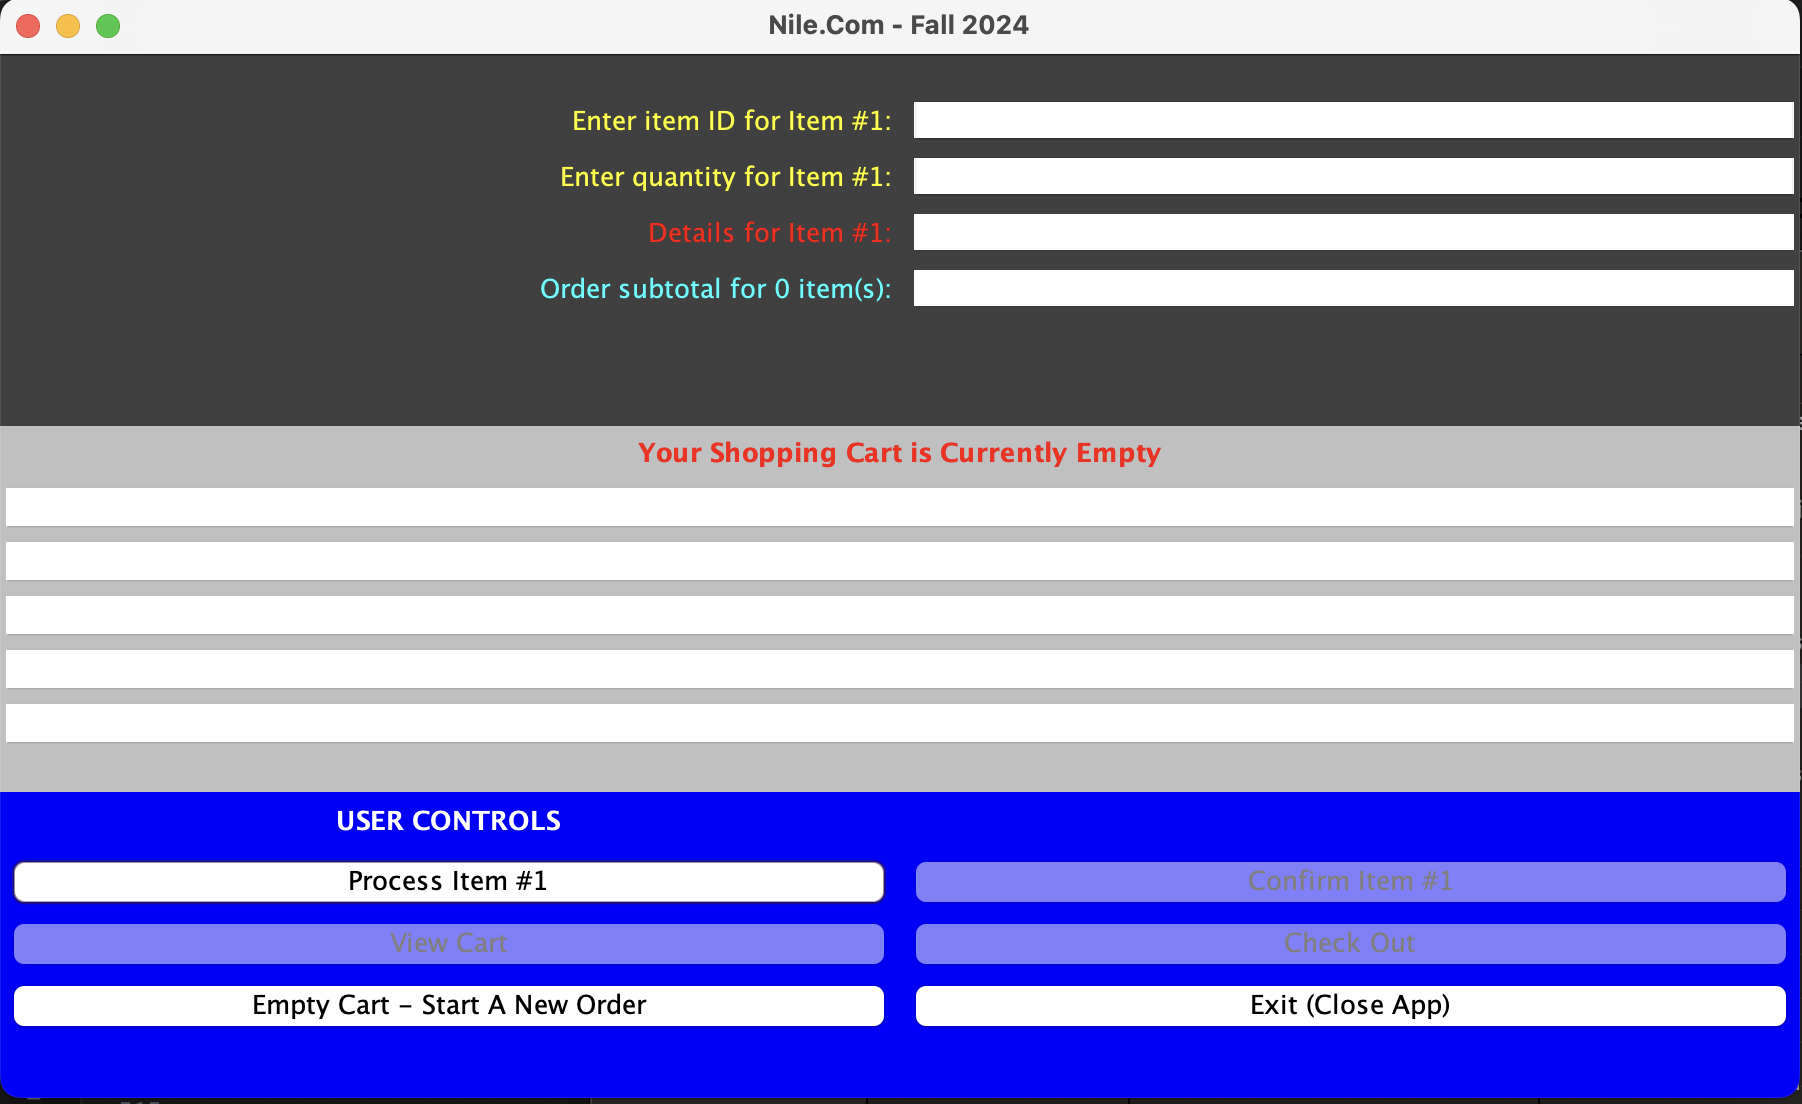 Nile.Com - Fall 2024
Enter item ID for Item #1:
Enter quantity for Item #1:
Details for Item #1:
Order subtotal for 0 item(s):
Your Shopping Cart is Currently Empty
USER CONTROLS
Process Item #1
Confirm Item #1
View Cart
Check Out
Empty Cart – Start A New Order
Exit (Close App)